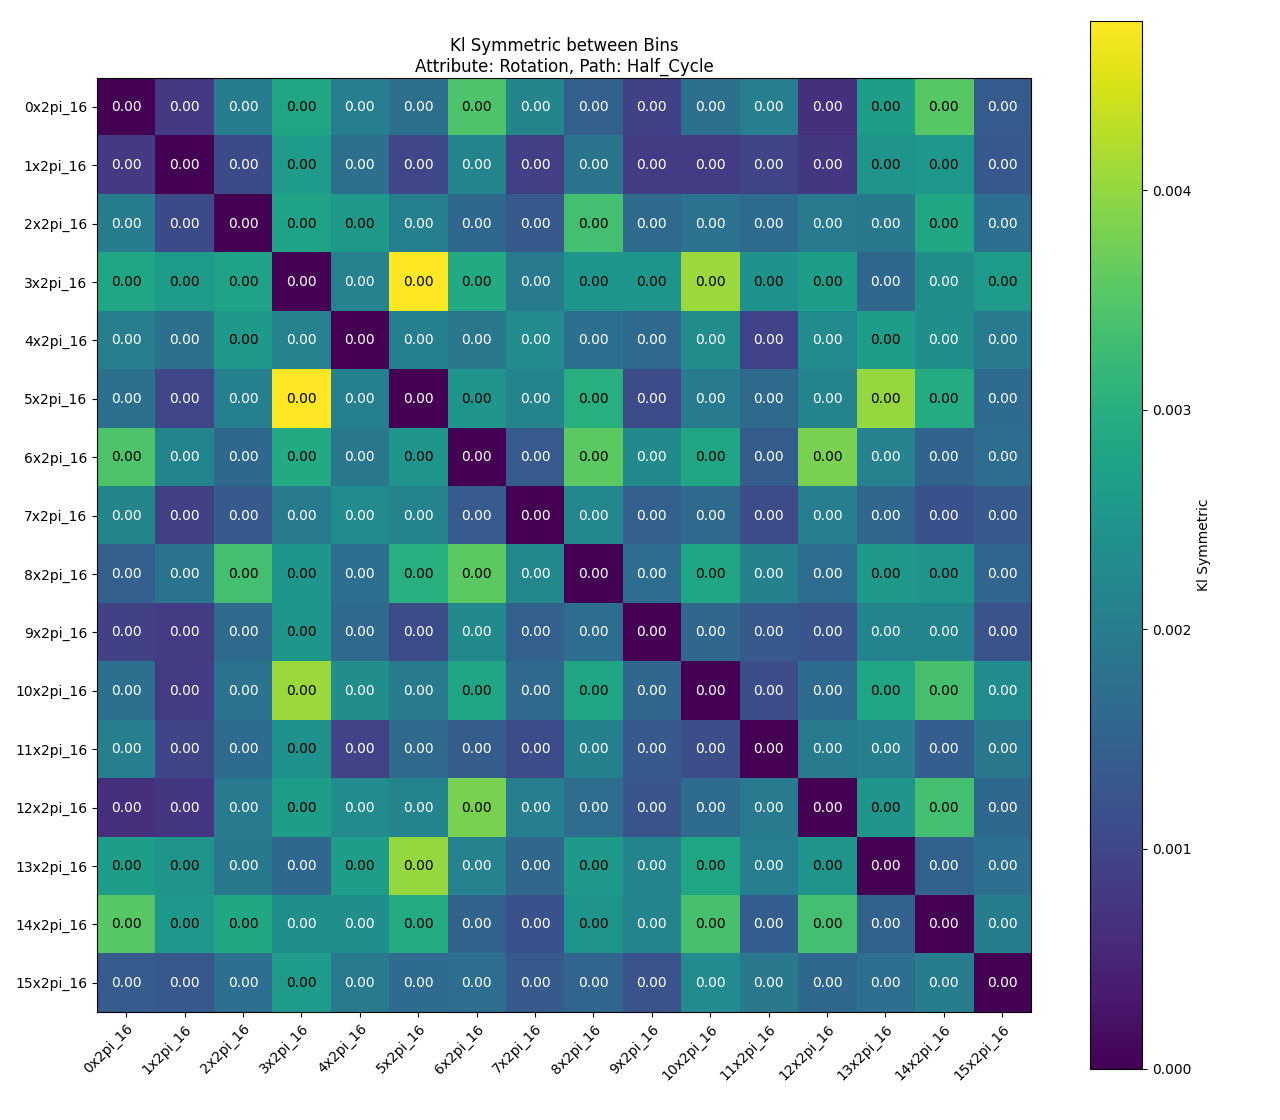 Kl Symmetric between Bins
Attribute: Rotation, Path: Half_Cycle
0x2pi_16 0.00 0.00 0.00 0.00 0.00 0.00 0.00 0.00 0.00 0.00 0.00 0.00 0.00 0.00 0.00 0.00
1x2pi_16 0.00 0.00 0.00 0.00 0.00 0.00 0.00 0.00 0.00 0.00 0.00 0.00 0.00 0.00 0.00 0.00
2x2pi_16 0.00 0.00 0.00 0.00 0.00 0.00 0.00 0.00 0.00 0.00 0.00 0.00 0.00 0.00 0.00 0.00
3x2pi_16 0.00 0.00 0.00 0.00 0.00 0.00 0.00 0.00 0.00 0.00 0.00 0.00 0.00 0.00 0.00 0.00
4x2pi_16 0.00 0.00 0.00 0.00 0.00 0.00 0.00 0.00 0.00 0.00 0.00 0.00 0.00 0.00 0.00 0.00
5x2pi_16 0.00 0.00 0.00 0.00 0.00 0.00 0.00 0.00 0.00 0.00 0.00 0.00 0.00 0.00 0.00 0.00
6x2pi_16 0.00 0.00 0.00 0.00 0.00 0.00 0.00 0.00 0.00 0.00 0.00 0.00 0.00 0.00 0.00 0.00
7x2pi_16 0.00 0.00 0.00 0.00 0.00 0.00 0.00 0.00 0.00 0.00 0.00 0.00 0.00 0.00 0.00 0.00
8x2pi_16 0.00 0.00 0.00 0.00 0.00 0.00 0.00 0.00 0.00 0.00 0.00 0.00 0.00 0.00 0.00 0.00
9x2pi_16 0.00 0.00 0.00 0.00 0.00 0.00 0.00 0.00 0.00 0.00 0.00 0.00 0.00 0.00 0.00 0.00
10x2pi_16 0.00 0.00 0.00 0.00 0.00 0.00 0.00 0.00 0.00 0.00 0.00 0.00 0.00 0.00 0.00 0.00
11x2pi_16 0.00 0.00 0.00 0.00 0.00 0.00 0.00 0.00 0.00 0.00 0.00 0.00 0.00 0.00 0.00 0.00
12x2pi_16 0.00 0.00 0.00 0.00 0.00 0.00 0.00 0.00 0.00 0.00 0.00 0.00 0.00 0.00 0.00 0.00
13x2pi_16 0.00 0.00 0.00 0.00 0.00 0.00 0.00 0.00 0.00 0.00 0.00 0.00 0.00 0.00 0.00 0.00
14x2pi_16 0.00 0.00 0.00 0.00 0.00 0.00 0.00 0.00 0.00 0.00 0.00 0.00 0.00 0.00 0.00 0.00
15x2pi_16 0.00 0.00 0.00 0.00 0.00 0.00 0.00 0.00 0.00 0.00 0.00 0.00 0.00 0.00 0.00 0.00
0x2pi_16 1x2pi_16 2x2pi_16 3x2pi_16 4x2pi_16 5x2pi_16 6x2pi_16 7x2pi_16 8x2pi_16 9x2pi_16 10x2pi_16 11x2pi_16 12x2pi_16 13x2pi_16 14x2pi_16 15x2pi_16
0.004
0.003
0.002
0.001
0.000
Kl Symmetric